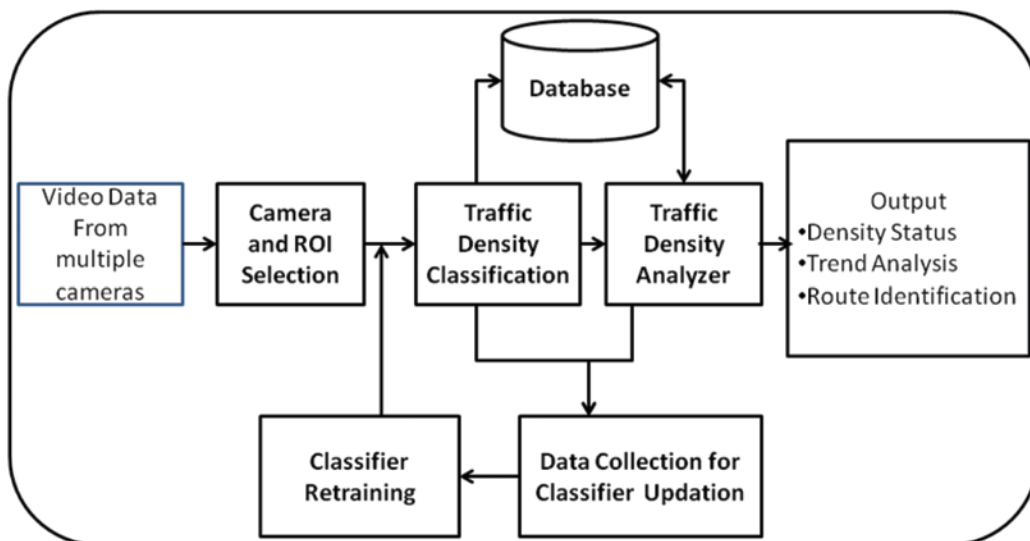 Database
Video Data
From
multiple
cameras
Camera
and ROI
Selection
Traffic
Density
Classification
Traffic
Density
Analyzer
Output
•Density Status
•Trend Analysis
•Route Identification
Classifier
Retraining
Data Collection for
Classifier Updation